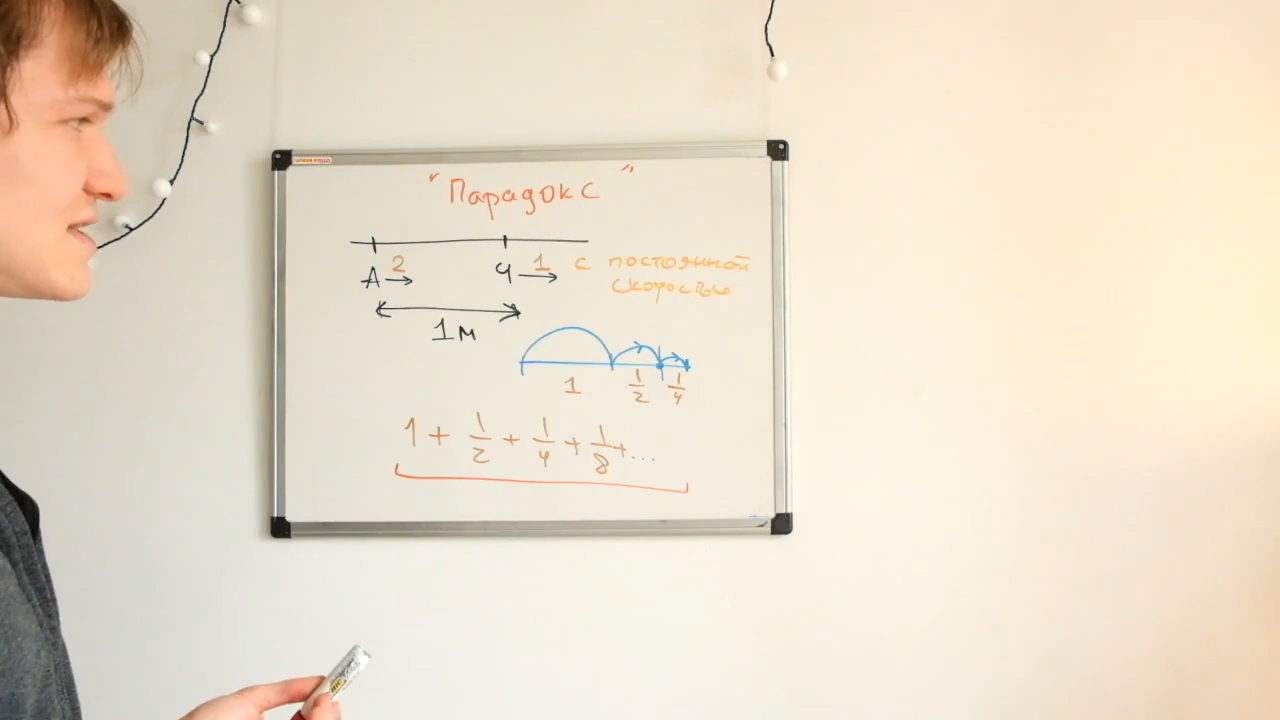 "Парадокс"
2 1 с постоянной
А Ч скоростью
1м
1 1/2 1/4
1 + 1/2 + 1/4 + 1/8 + ...